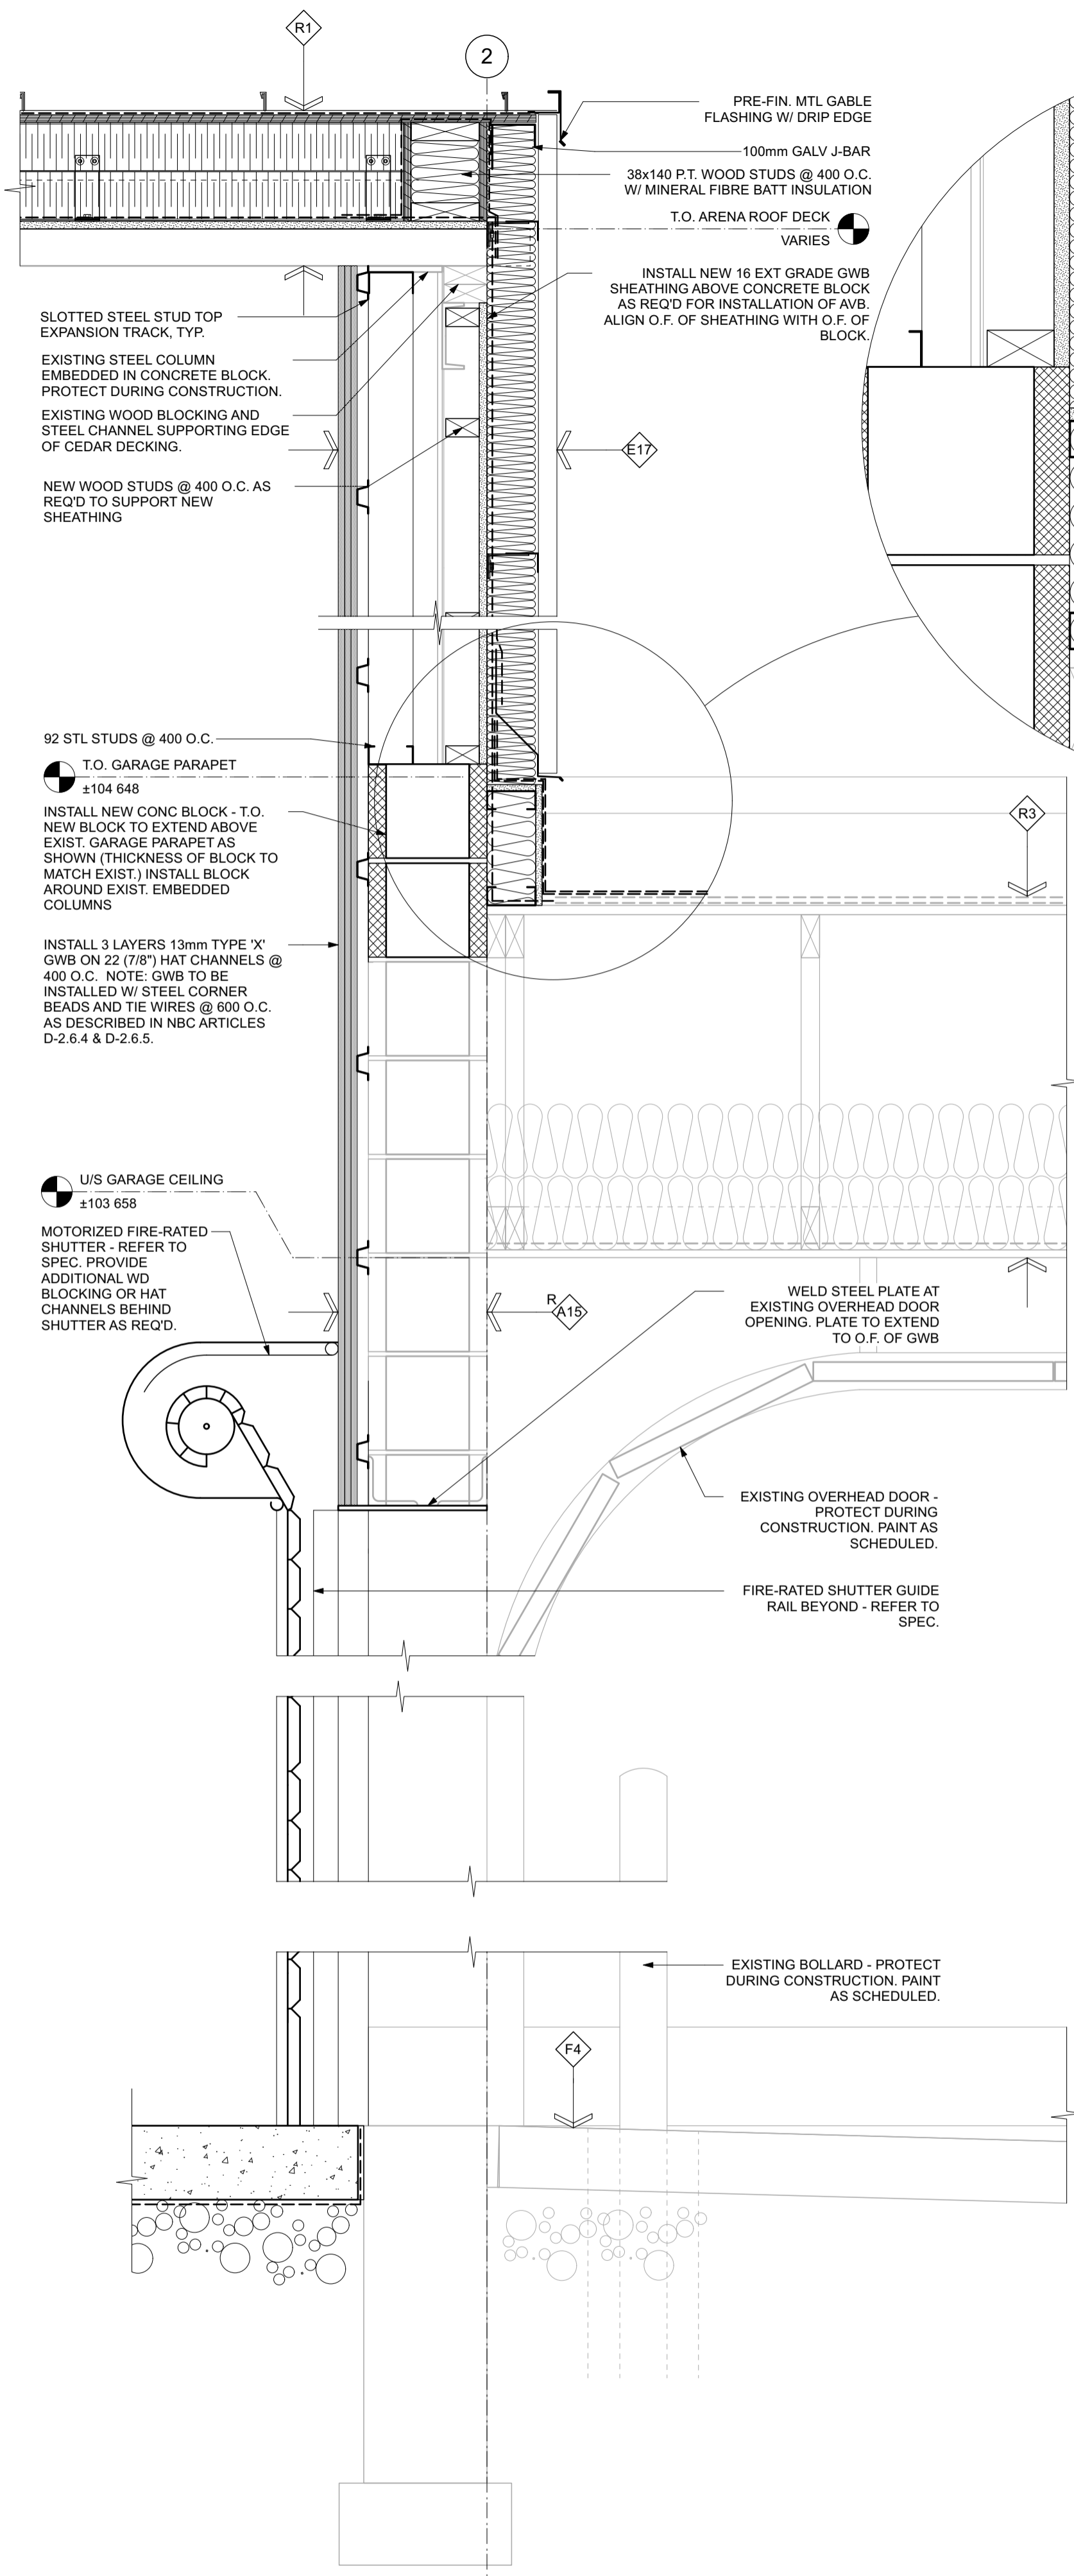 R1
2
PRE-FIN. MTL GABLE
FLASHING W/ DRIP EDGE
100mm GALV J-BAR
38x140 P.T. WOOD STUDS @ 400 O.C.
W/ MINERAL FIBRE BATT INSULATION
T.O. ARENA ROOF DECK
VARIES
INSTALL NEW 16 EXT GRADE GWB
SHEATHING ABOVE CONCRETE BLOCK
AS REQ'D FOR INSTALLATION OF AVB.
ALIGN O.F. OF SHEATHING WITH O.F. OF
BLOCK.
SLOTTED STEEL STUD TOP
EXPANSION TRACK, TYP.
EXISTING STEEL COLUMN
EMBEDDED IN CONCRETE BLOCK.
PROTECT DURING CONSTRUCTION.
EXISTING WOOD BLOCKING AND
STEEL CHANNEL SUPPORTING EDGE
OF CEDAR DECKING.
E17
NEW WOOD STUDS @ 400 O.C. AS
REQ'D TO SUPPORT NEW
SHEATHING
92 STL STUDS @ 400 O.C.
T.O. GARAGE PARAPET
±104 648
INSTALL NEW CONC BLOCK - T.O.
NEW BLOCK TO EXTEND ABOVE
EXIST. GARAGE PARAPET AS
SHOWN (THICKNESS OF BLOCK TO
MATCH EXIST.) INSTALL BLOCK
AROUND EXIST. EMBEDDED
COLUMNS
R3
INSTALL 3 LAYERS 13mm TYPE 'X'
GWB ON 22 (7/8") HAT CHANNELS @
400 O.C.  NOTE: GWB TO BE
INSTALLED W/ STEEL CORNER
BEADS AND TIE WIRES @ 600 O.C.
AS DESCRIBED IN NBC ARTICLES
D-2.6.4 & D-2.6.5.
U/S GARAGE CEILING
±103 658
MOTORIZED FIRE-RATED
SHUTTER - REFER TO
SPEC. PROVIDE
ADDITIONAL WD
BLOCKING OR HAT
CHANNELS BEHIND
SHUTTER AS REQ'D.
R
A15
WELD STEEL PLATE AT
EXISTING OVERHEAD DOOR
OPENING. PLATE TO EXTEND
TO O.F. OF GWB
EXISTING OVERHEAD DOOR -
PROTECT DURING
CONSTRUCTION. PAINT AS
SCHEDULED.
FIRE-RATED SHUTTER GUIDE
RAIL BEYOND - REFER TO
SPEC.
EXISTING BOLLARD - PROTECT
DURING CONSTRUCTION. PAINT
AS SCHEDULED.
F4